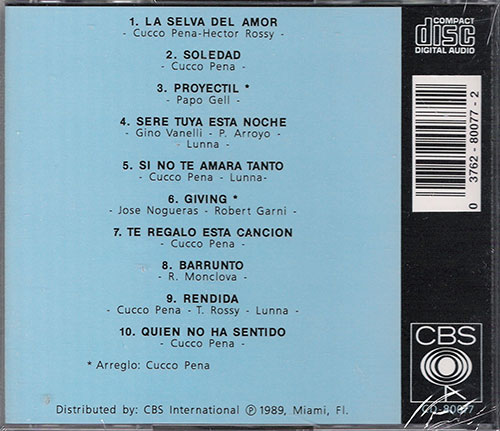 1. LA SELVA DEL AMOR
- Cucco Pena-Hector Rossy -
2. SOLEDAD
- Cucco Pena -
3. PROYECTIL *
- Papo Gell -
4. SERE TUYA ESTA NOCHE
- Gino Vanelli - P. Arroyo -
- Lunna -
5. SI NO TE AMARA TANTO
- Cucco Pena - Lunna-
6. GIVING *
- Jose Nogueras - Robert Garni -
7. TE REGALO ESTA CANCION
- Cucco Pena -
8. BARRUNTO
- R. Monclova -
9. RENDIDA
- Cucco Pena - T. Rossy - Lunna -
10. QUIEN NO HA SENTIDO
- Cucco Pena -
* Arreglo: Cucco Pena
Distributed by: CBS International Ⓟ 1989, Miami, Fl.
COMPACT
disc
DIGITAL AUDIO
0 3762 - 80077 - 2
CBS
CD-80077